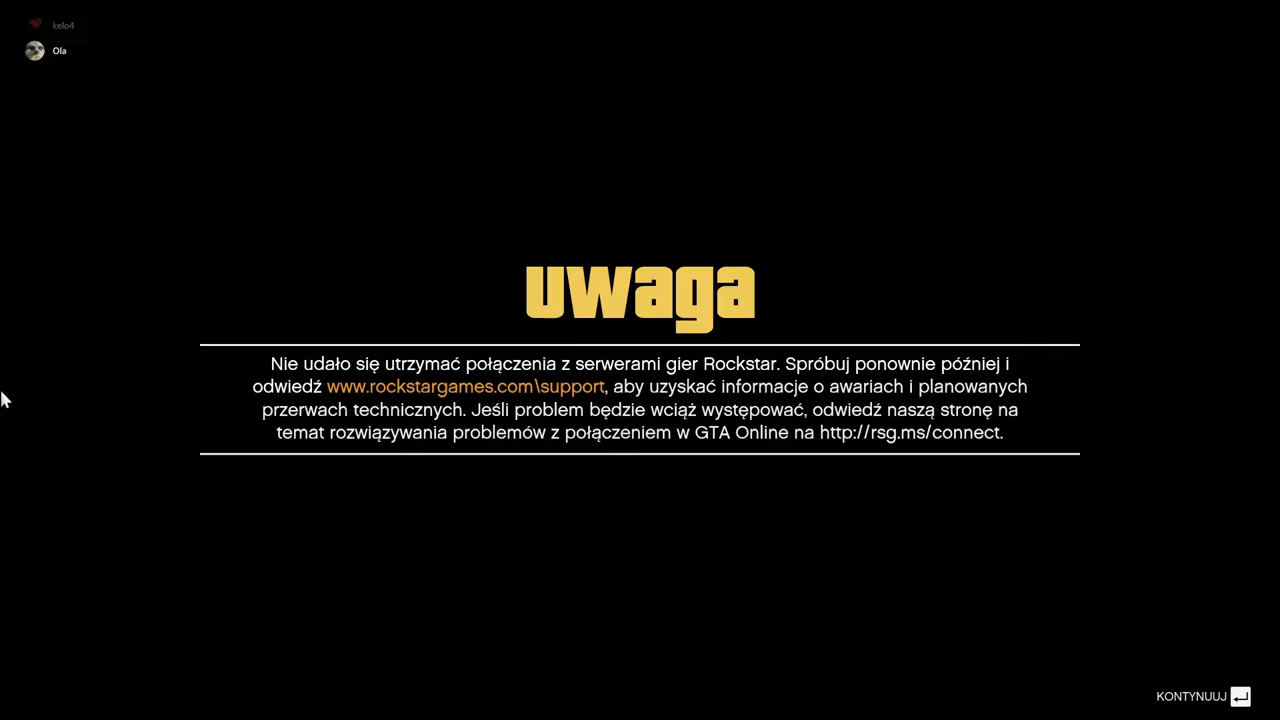 kelo4
Ola
uwaga
Nie udało się utrzymać połączenia z serwerami gier Rockstar. Spróbuj ponownie później i
odwiedź www.rockstargames.com\support, aby uzyskać informacje o awariach i planowanych
przerwach technicznych. Jeśli problem będzie wciąż występować, odwiedź naszą stronę na
temat rozwiązywania problemów z połączeniem w GTA Online na http://rsg.ms/connect.
KONTYNUUJ